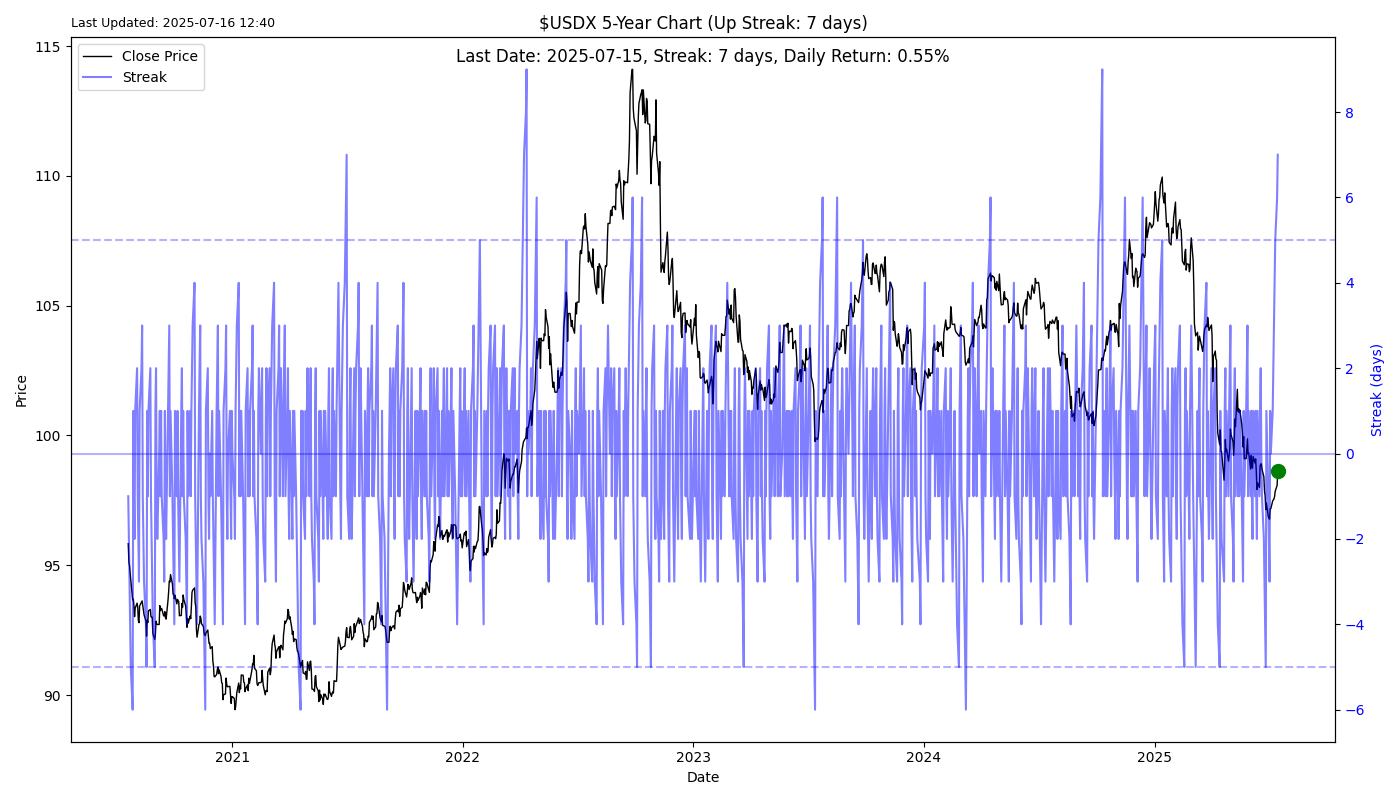 Last Updated: 2025-07-16 12:40
$USDX 5-Year Chart (Up Streak: 7 days)
Last Date: 2025-07-15, Streak: 7 days, Daily Return: 0.55%
Close Price
Streak
115
110
105
100
95
90
Price
8
6
4
2
0
−2
−4
−6
Streak (days)
2021
2022
2023
2024
2025
Date